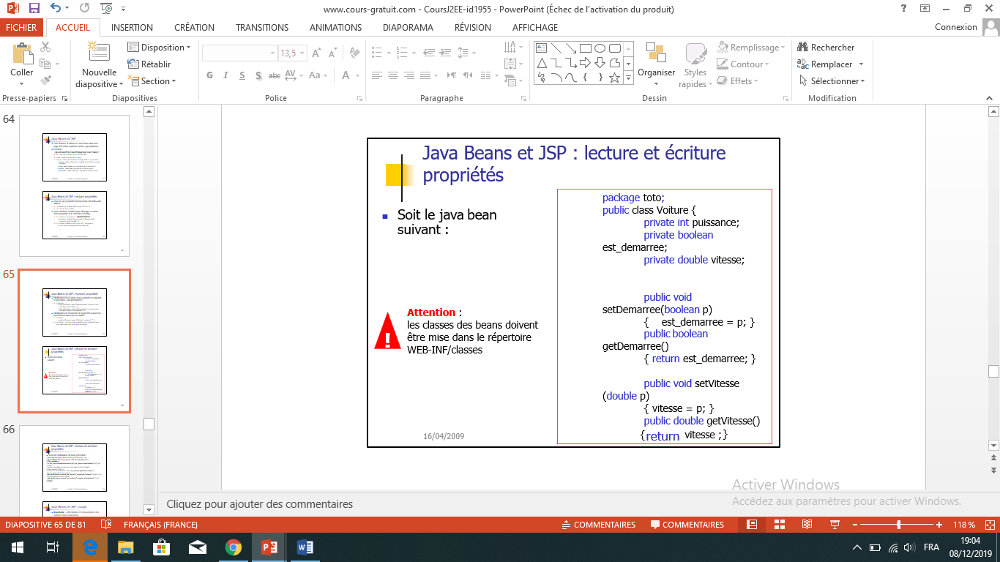 www.cours-gratuit.com - CoursJ2EE-id1955 - PowerPoint (Échec de l'activation du produit)
FICHIER ACCUEIL INSERTION CRÉATION TRANSITIONS ANIMATIONS DIAPORAMA RÉVISION AFFICHAGE Connexion
Coller
Presse-papiers
Nouvelle diapositive
Disposition
Rétablir
Section
Diapositives
13,5
G I S S abc AV Aa A
Police
Paragraphe
Organiser
Styles rapides
Remplissage
Contour
Effets
Dessin
Rechercher
Remplacer
Sélectionner
Modification
64
65
66
Java Beans et JSP : lecture et écriture
propriétés
Soit le java bean
suivant :
Attention :
les classes des beans doivent
être mise dans le répertoire
WEB-INF/classes
16/04/2009
package toto;
public class Voiture {
private int puissance;
private boolean
est_demarree;
private double vitesse;
public void
setDemarree(boolean p)
{ est_demarree = p; }
public boolean
getDemarree()
{ return est_demarree; }
public void setVitesse
(double p)
{ vitesse = p; }
public double getVitesse()
{return vitesse ;}
Activer Windows
Accédez aux paramètres pour activer Windows.
Cliquez pour ajouter des commentaires
DIAPOSITIVE 65 DE 81 FRANÇAIS (FRANCE) COMMENTAIRES COMMENTAIRES 118 %
FRA
19:04
08/12/2019